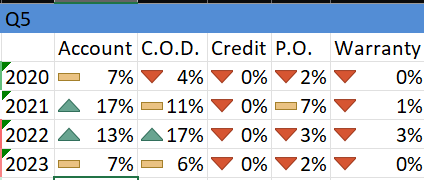 Q5
Account C.O.D. Credit P.O. Warranty
2020 7% 4% 0% 2% 0%
2021 17% 11% 0% 7% 1%
2022 13% 17% 0% 3% 3%
2023 7% 6% 0% 2% 0%